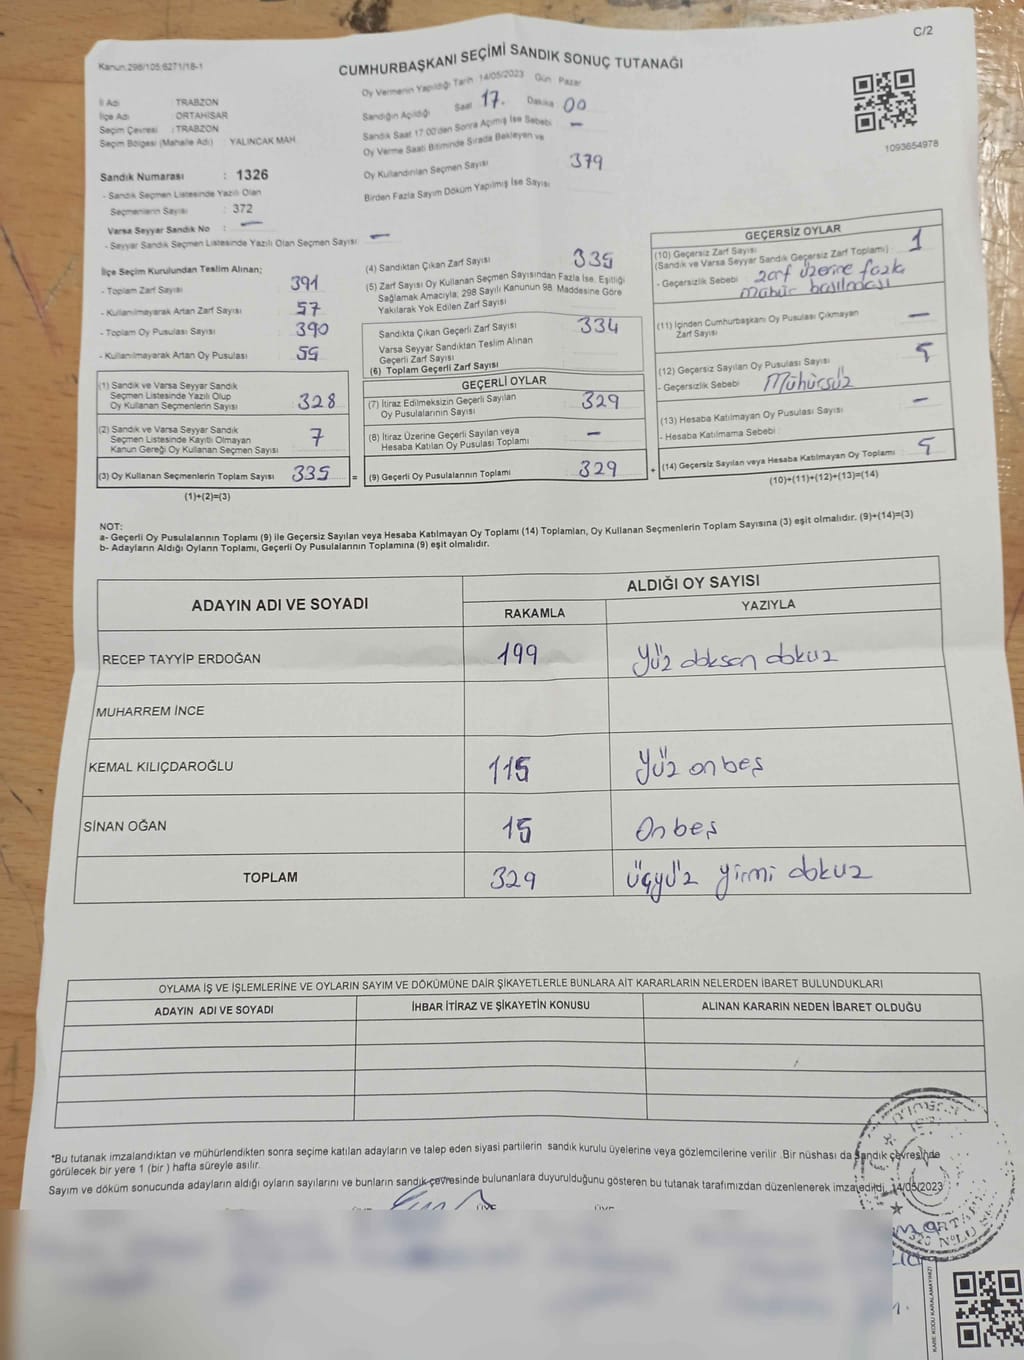 C/2
Kanun:298/105;6271/18-1
CUMHURBAŞKANI SEÇİMİ SANDIK SONUÇ TUTANAĞI
İl Adı : TRABZON
İlçe Adı : ORTAHİSAR
Seçim Çevresi : TRABZON
Seçim Bölgesi (Mahalle Adı) : YALINCAK MAH.
Sandık Numarası : 1326
- Sandık Seçmen Listesinde Yazılı Olan
Seçmenlerin Sayısı : 372
Varsa Seyyar Sandık No : —
- Seyyar Sandık Seçmen Listesinde Yazılı Olan Seçmen Sayısı: —
Oy Vermenin Yapıldığı Tarih: 14/05/2023 Gün Pazar
Sandığın Açıldığı Saat 17. Dakika 00
Sandık Saat 17.00'den Sonra Açımış İse Sebebi —
Oy Verme Saati Bitiminde Sırada Bekleyen ve
Oy Kullandırılan Seçmen Sayısı 379
Birden Fazla Sayım Döküm Yapılmış İse Sayısı
1093654978
İlçe Seçim Kurulundan Teslim Alınan;
- Toplam Zarf Sayısı 391
- Kullanılmayarak Artan Zarf Sayısı 57
- Toplam Oy Pusulası Sayısı 390
- Kullanılmayarak Artan Oy Pusulası 55
(1) Sandık ve Varsa Seyyar Sandık
Seçmen Listesinde Yazılı Olup
Oy Kullanan Seçmenlerin Sayısı 328
(2) Sandık ve Varsa Seyyar Sandık
Seçmen Listesinde Kayıtlı Olmayan
Kanun Gereği Oy Kullanan Seçmen Sayısı 7
(3) Oy Kullanan Seçmenlerin Toplam Sayısı 335 =
(1)+(2)=(3)
(4) Sandıktan Çıkan Zarf Sayısı 335
(5) Zarf Sayısı Oy Kullanan Seçmen Sayısından Fazla İse, Eşitliği
Sağlamak Amacıyla; 298 Sayılı Kanunun 98. Maddesine Göre
Yakılarak Yok Edilen Zarf Sayısı
Sandıkta Çıkan Geçerli Zarf Sayısı 334
Varsa Seyyar Sandıktan Teslim Alınan
Geçerli Zarf Sayısı
(6) Toplam Geçerli Zarf Sayısı
GEÇERLİ OYLAR
(7) İtiraz Edilmeksizin Geçerli Sayılan
Oy Pusulalarının Sayısı 329
(8) İtiraz Üzerine Geçerli Sayılan veya
Hesaba Katılan Oy Pusulası Toplamı —
(9) Geçerli Oy Pusulalarının Toplamı 329 +
GEÇERSİZ OYLAR
(10) Geçersiz Zarf Sayısı 1
(Sandık ve Varsa Seyyar Sandık Geçersiz Zarf Toplamı)
- Geçersizlik Sebebi zarf üzerine fazla
mühür basılması
(11) İçinden Cumhurbaşkanı Oy Pusulası Çıkmayan
Zarf Sayısı —
(12) Geçersiz Sayılan Oy Pusulası Sayısı 5
- Geçersizlik Sebebi Mühürsüz
(13) Hesaba Katılmayan Oy Pusulası Sayısı —
- Hesaba Katılmama Sebebi
(14) Geçersiz Sayılan veya Hesaba Katılmayan Oy Toplamı 5
(10)+(11)+(12)+(13)=(14)
NOT:
a- Geçerli Oy Pusulalarının Toplamı (9) ile Geçersiz Sayılan veya Hesaba Katılmayan Oy Toplamı (14) Toplamları, Oy Kullanan Seçmenlerin Toplam Sayısına (3) eşit olmalıdır. (9)+(14)=(3)
b- Adayların Aldığı Oyların Toplamı, Geçerli Oy Pusulalarının Toplamına (9) eşit olmalıdır.
ADAYIN ADI VE SOYADI
ALDIĞI OY SAYISI
RAKAMLA YAZIYLA
RECEP TAYYİP ERDOĞAN 199 Yüz doksan dokuz
MUHARREM İNCE
KEMAL KILIÇDAROĞLU 115 Yüz on beş
SİNAN OĞAN 15 On beş
TOPLAM 329 üçyüz yirmi dokuz
OYLAMA İŞ VE İŞLEMLERİNE VE OYLARIN SAYIM VE DÖKÜMÜNE DAİR ŞİKAYETLERLE BUNLARA AİT KARARLARIN NELERDEN İBARET BULUNDUKLARI
ADAYIN ADI VE SOYADI İHBAR İTİRAZ VE ŞİKAYETİN KONUSU ALINAN KARARIN NEDEN İBARET OLDUĞU
*Bu tutanak imzalandıktan ve mühürlendikten sonra seçime katılan adayların ve talep eden siyasi partilerin sandık kurulu üyelerine veya gözlemcilerine verilir .Bir nüshası da Sandık çevresinde
görülecek bir yere 1 (bir ) hafta süreyle asılır.
Sayım ve döküm sonucunda adayların aldığı oyların sayılarını ve bunların sandık çevresinde bulunanlara duyurulduğunu gösteren bu tutanak tarafımızdan düzenlenerek imzaedildi. 14/05/2023
KARE KODU KARALAMAYINIZ!